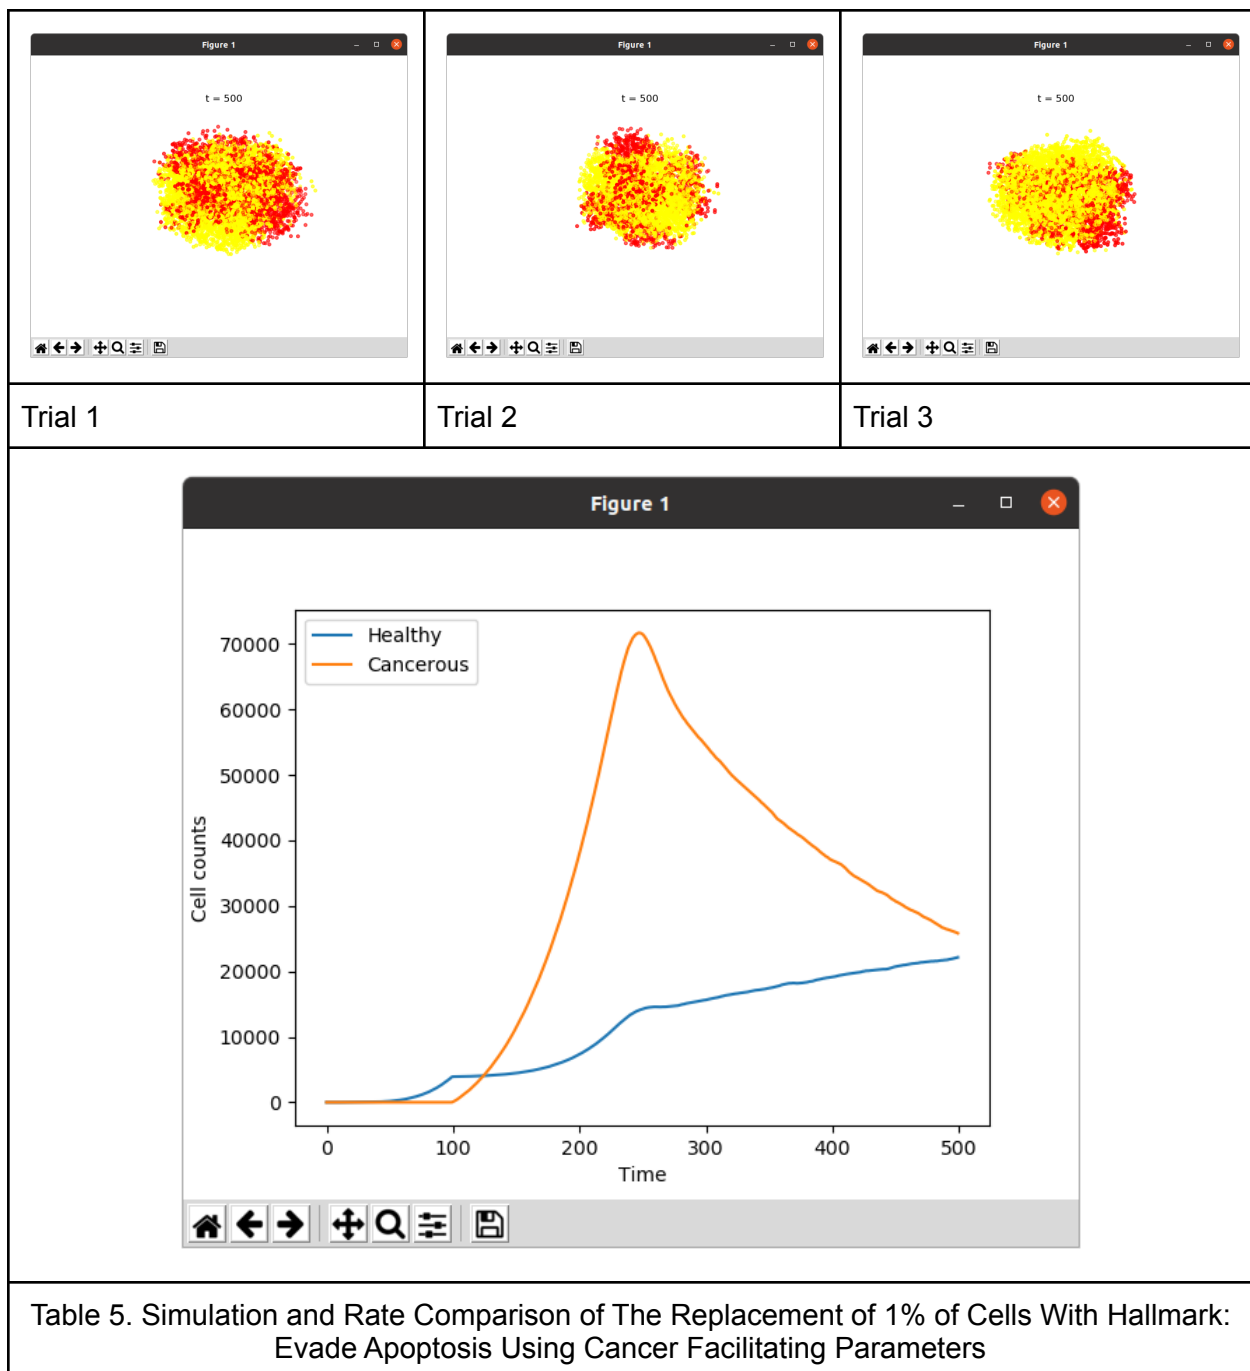 Figure 1
Figure 1
Figure 1
t = 500
t = 500
t = 500
Trial 1
Trial 2
Trial 3
Figure 1
Healthy
Cancerous
70000
60000
50000
40000
30000
20000
10000
0
Cell counts
0 100 200 300 400 500
Time
Table 5. Simulation and Rate Comparison of The Replacement of 1% of Cells With Hallmark:
Evade Apoptosis Using Cancer Facilitating Parameters